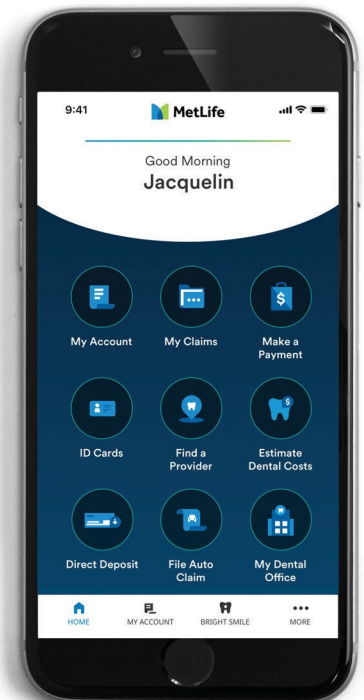 9:41
MetLife
Good Morning
Jacquelin
My Account
My Claims
Make a
Payment
$
ID Cards
Find a
Provider
Estimate
Dental Costs
$
Direct Deposit
File Auto
Claim
My Dental
Office
HOME
MY ACCOUNT
BRIGHT SMILE
MORE